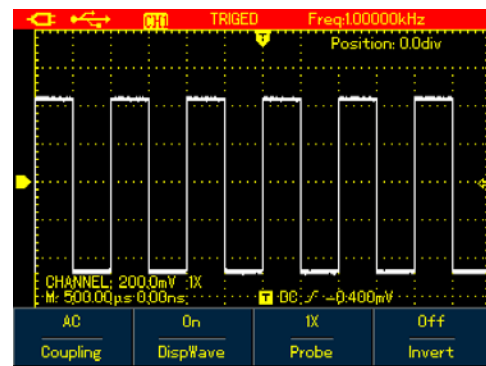 CH1 TRIGED Freq:1.00000kHz
T
Position: 0.0div
CHANNEL: 200.0mV 1X
M: 500.00µs 0.00ns T DC -0.400mV
AC On 1X Off
Coupling DispWave Probe Invert